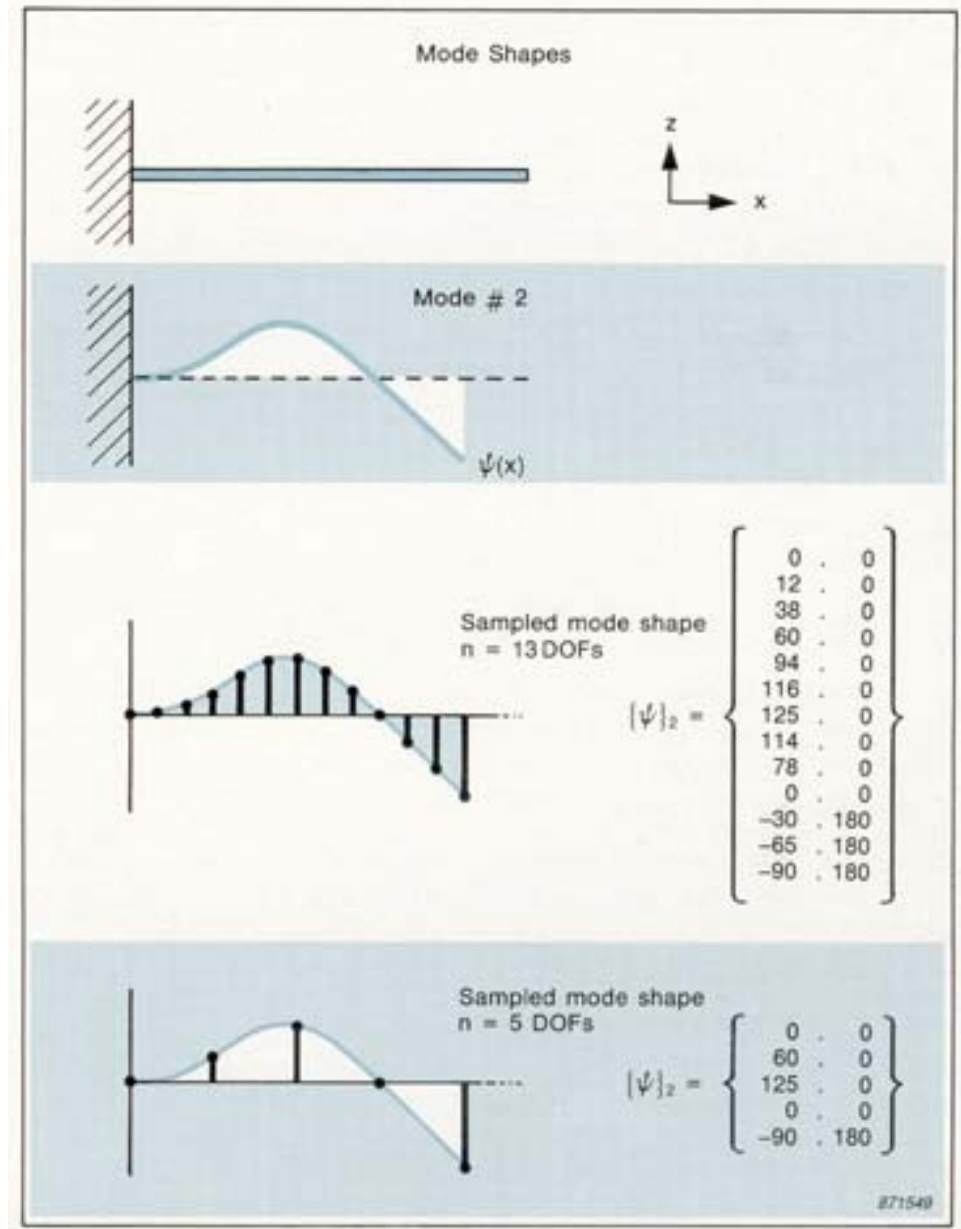 Mode Shapes
z
x
Mode # 2
ψ(x)
Sampled mode shape
n = 13 DOFs
{ψ}₂ =
0 . 0
12 . 0
38 . 0
60 . 0
94 . 0
116 . 0
125 . 0
114 . 0
78 . 0
0 . 0
–30 . 180
–65 . 180
–90 . 180
Sampled mode shape
n = 5 DOFs
{ψ}₂ =
0 . 0
60 . 0
125 . 0
0 . 0
–90 . 180
871549